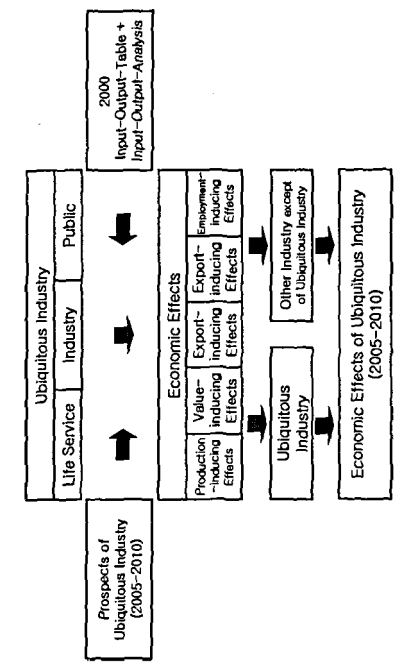 Ubiquitous Industry
Life Service
Industry
Public
Prospects of
Ubiquitous Industry
(2005-2010)
2000
Input-Output-Table +
Input-Output-Analysis
Economic Effects
Production
-inducing
Effects
Value-
inducing
Effects
Export-
inducing
Effects
Export-
inducing
Effects
Employment-
inducing
Effects
Ubiquitous
Industry
Other Industry except
of Ubiquitous Industry
Economic Effects of Ubiquitous Industry
(2005-2010)